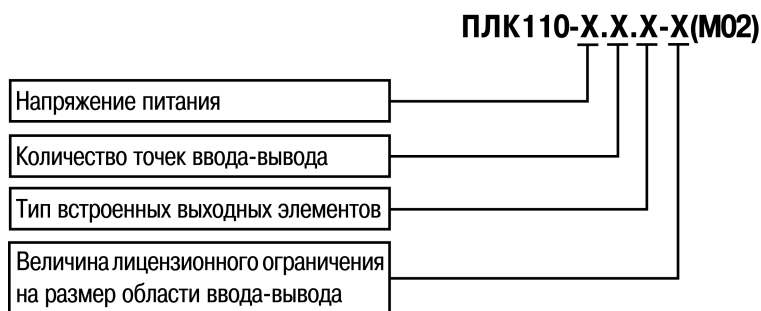 ПЛК110-Х.Х.Х-Х(М02)
Напряжение питания
Количество точек ввода-вывода
Тип встроенных выходных элементов
Величина лицензионного ограничения
на размер области ввода-вывода